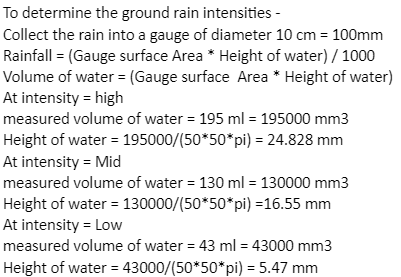 To determine the ground rain intensities -
Collect the rain into a gauge of diameter 10 cm = 100mm
Rainfall = (Gauge surface Area * Height of water) / 1000
Volume of water = (Gauge surface  Area * Height of water)
At intensity = high
measured volume of water = 195 ml = 195000 mm3
Height of water = 195000/(50*50*pi) = 24.828 mm
At intensity = Mid
measured volume of water = 130 ml = 130000 mm3
Height of water = 130000/(50*50*pi) =16.55 mm
At intensity = Low
measured volume of water = 43 ml = 43000 mm3
Height of water = 43000/(50*50*pi) = 5.47 mm